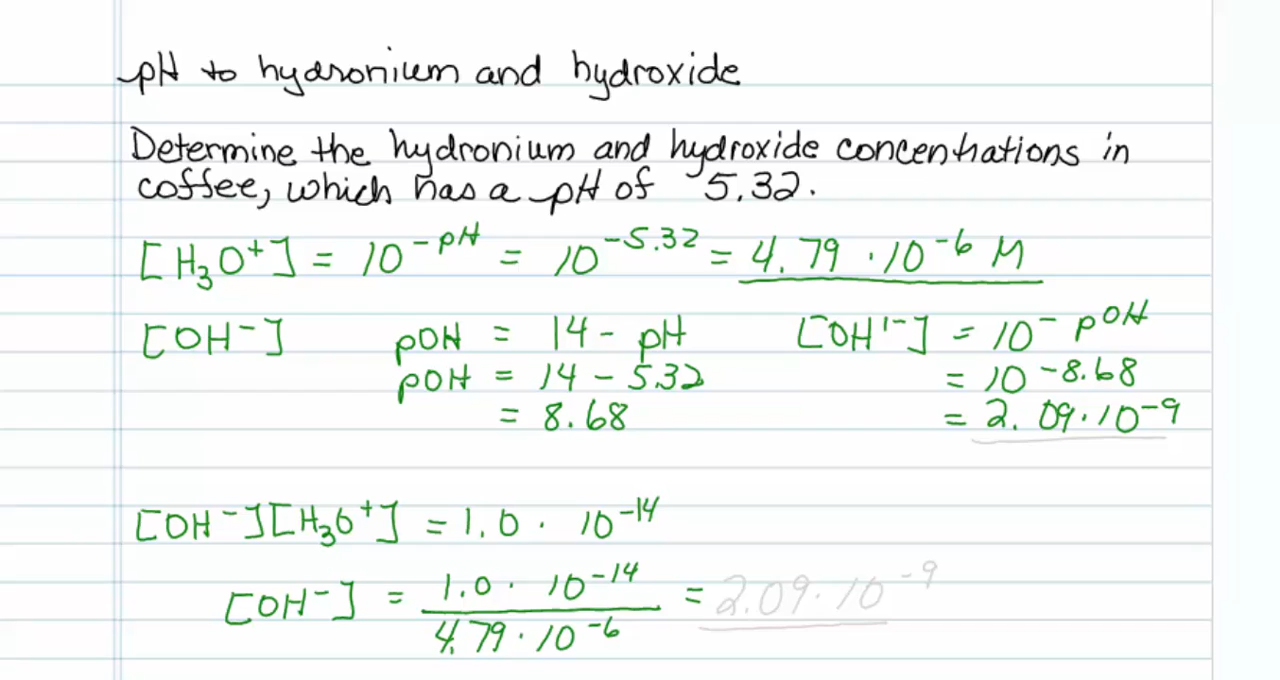 pH to hydronium and hydroxide
Determine the hydronium and hydroxide concentrations in
coffee, which has a pH of 5.32.
[H₃O⁺] = 10⁻ᵖᴴ = 10⁻⁵·³² = 4.79 · 10⁻⁶ M
[OH⁻] pOH = 14 - pH [OH⁻] = 10⁻ᵖᴼᴴ
pOH = 14 - 5.32 = 10⁻⁸·⁶⁸
= 8.68 = 2.09 · 10⁻⁹
[OH⁻][H₃O⁺] = 1.0 · 10⁻¹⁴
[OH⁻] = 1.0 · 10⁻¹⁴ / 4.79 · 10⁻⁶ = 2.09 · 10⁻⁹